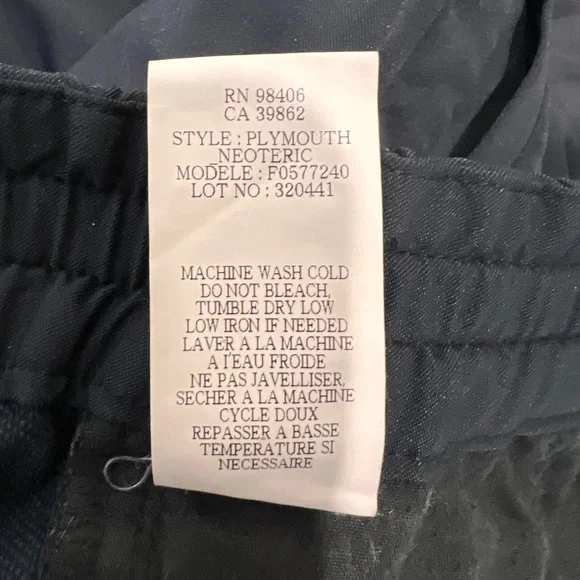 RN 98406
CA 39862
STYLE : PLYMOUTH
_NEOTERIC
MODELE : F0577240
LOT NO : 320441
MACHINE WASH COLD
DO NOT BLEACH,
TUMBLE DRY LOW
LOW IRON IF NEEDED
LAVER A LA MACHINE
A I'EAU FROIDE
NE PAS JAVELLISER,
SECHER A LA MACHINE
CYCLE DOUX
REPASSER A BASSE
TEMPERATURE SI
NECESSAIRE